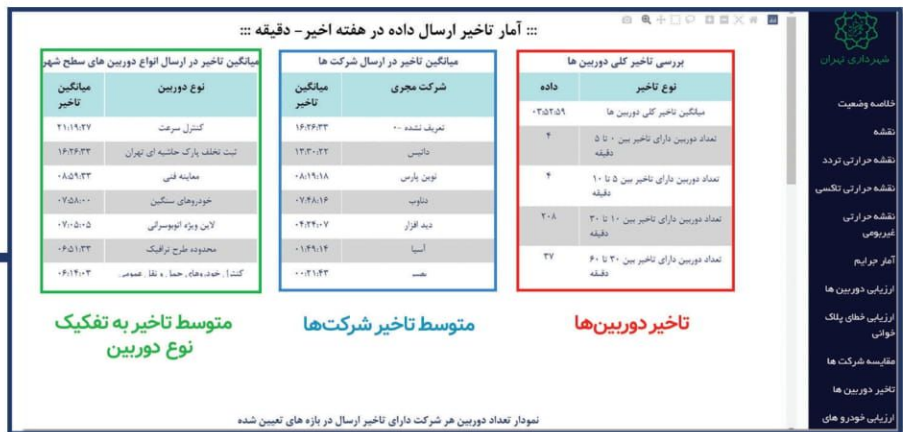 ::: آمار تاخیر ارسال داده در هفته اخیر - دقیقه :::
بررسی تاخیر کلی دوربین ها
نوع تاخیر داده
میانگین تاخیر کلی دوربین ها ۰۳:۵۲:۵۹
تعداد دوربین دارای تاخیر بین ۰ تا ۵ دقیقه ۴
تعداد دوربین دارای تاخیر بین ۵ تا ۱۰ دقیقه ۴
تعداد دوربین دارای تاخیر بین ۱۰ تا ۳۰ دقیقه ۲۰۸
تعداد دوربین دارای تاخیر بین ۳۰ تا ۶۰ دقیقه ۳۷
تاخیر دوربین‌ها
میانگین تاخیر در ارسال شرکت ها
شرکت مجری میانگین تاخیر
تعریف نشده ۰۰ ۱۶:۲۶:۳۳
داتیس ۱۳:۳۰:۲۲
نوین پارس ۰۸:۱۹:۱۸
دناوب ۰۷:۴۸:۱۶
دید افزار ۰۴:۲۴:۰۷
آسیا ۰۱:۴۹:۱۴
نصب ۰۰:۲۱:۴۳
متوسط تاخیر شرکت‌ها
میانگین تاخیر در ارسال انواع دوربین های سطح شهر
نوع دوربین میانگین تاخیر
کنترل سرعت ۲۱:۱۹:۲۷
ثبت تخلف پارک حاشیه ای تهران ۱۶:۲۶:۳۳
معاینه فنی ۰۸:۵۹:۳۳
خودروهای سنگین ۰۷:۵۸:۰۰
لاین ویژه اتوبوسرانی ۰۷:۰۵:۰۵
محدوده طرح ترافیک ۰۶:۵۱:۳۳
کنترل خودروهای حمل و نقل عمومی ۰۶:۱۴:۰۳
متوسط تاخیر به تفکیک
نوع دوربین
نمودار تعداد دوربین هر شرکت دارای تاخیر ارسال در بازه های تعیین شده
شهرداری تهران
خلاصه وضعیت
نقشه
نقشه حرارتی تردد
نقشه حرارتی تاکسی
نقشه حرارتی
غیربومی
آمار جرایم
ارزیابی دوربین ها
ارزیابی خطای پلاک
خوانی
مقایسه شرکت ها
تاخیر دوربین ها
ارزیابی خودرو های